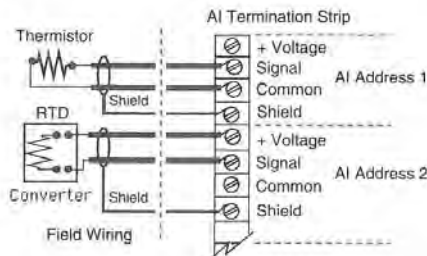 AI Termination Strip
Thermistor
+ Voltage
Signal
Common
AI Address 1
Shield
Shield
RTD
+ Voltage
Signal
AI Address 2
Common
Converter
Shield
Shield
Field Wiring